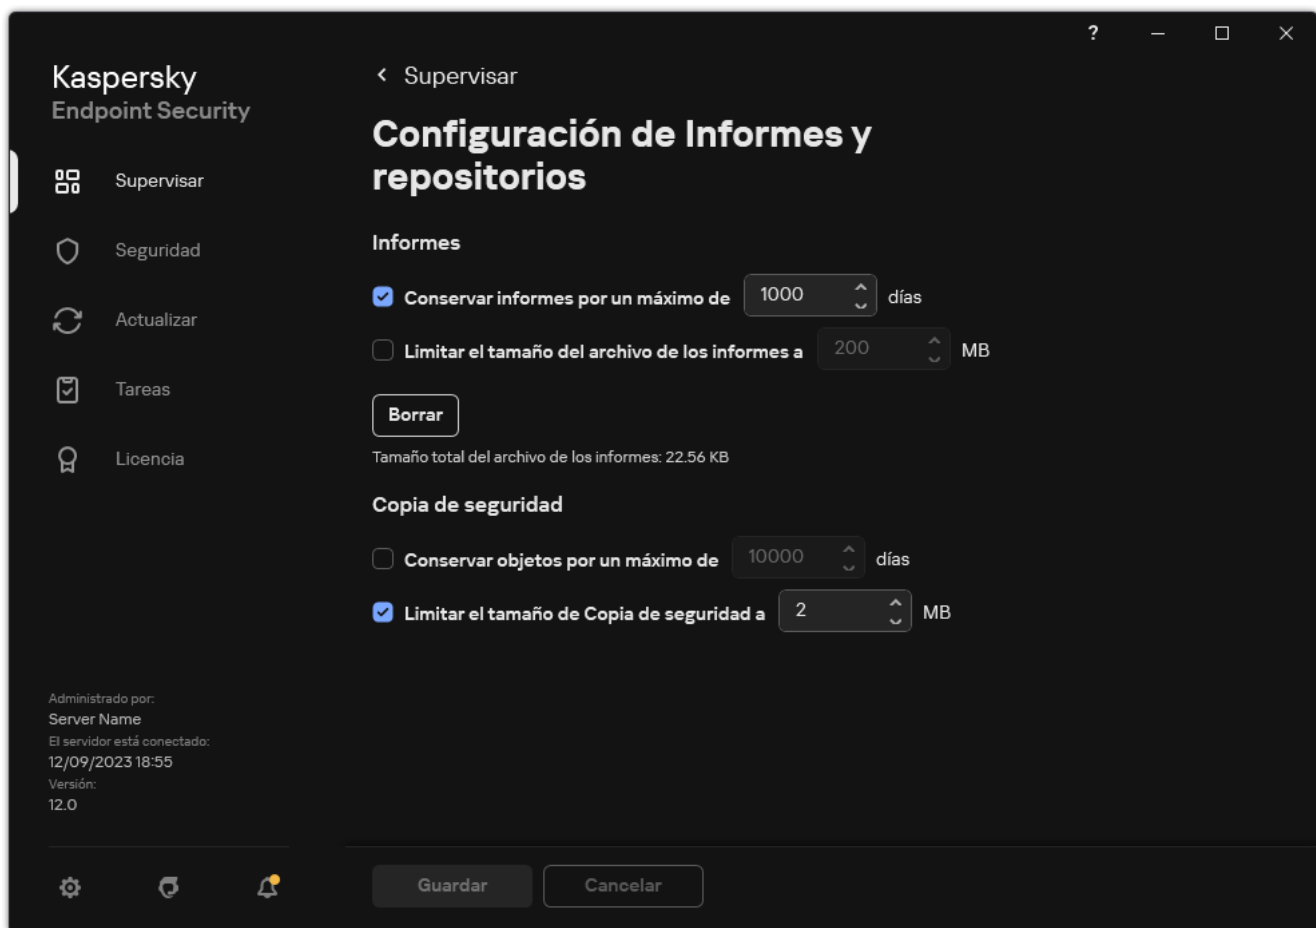 ?
Kaspersky
Endpoint Security
Supervisar
Seguridad
Actualizar
Tareas
Licencia
Administrado por:
Server Name
El servidor está conectado:
12/09/2023 18:55
Versión:
12.0
Supervisar
Configuración de Informes y
repositorios
Informes
Conservar informes por un máximo de 1000 días
Limitar el tamaño del archivo de los informes a 200 MB
Borrar
Tamaño total del archivo de los informes: 22.56 KB
Copia de seguridad
Conservar objetos por un máximo de 10000 días
Limitar el tamaño de Copia de seguridad a 2 MB
Guardar Cancelar